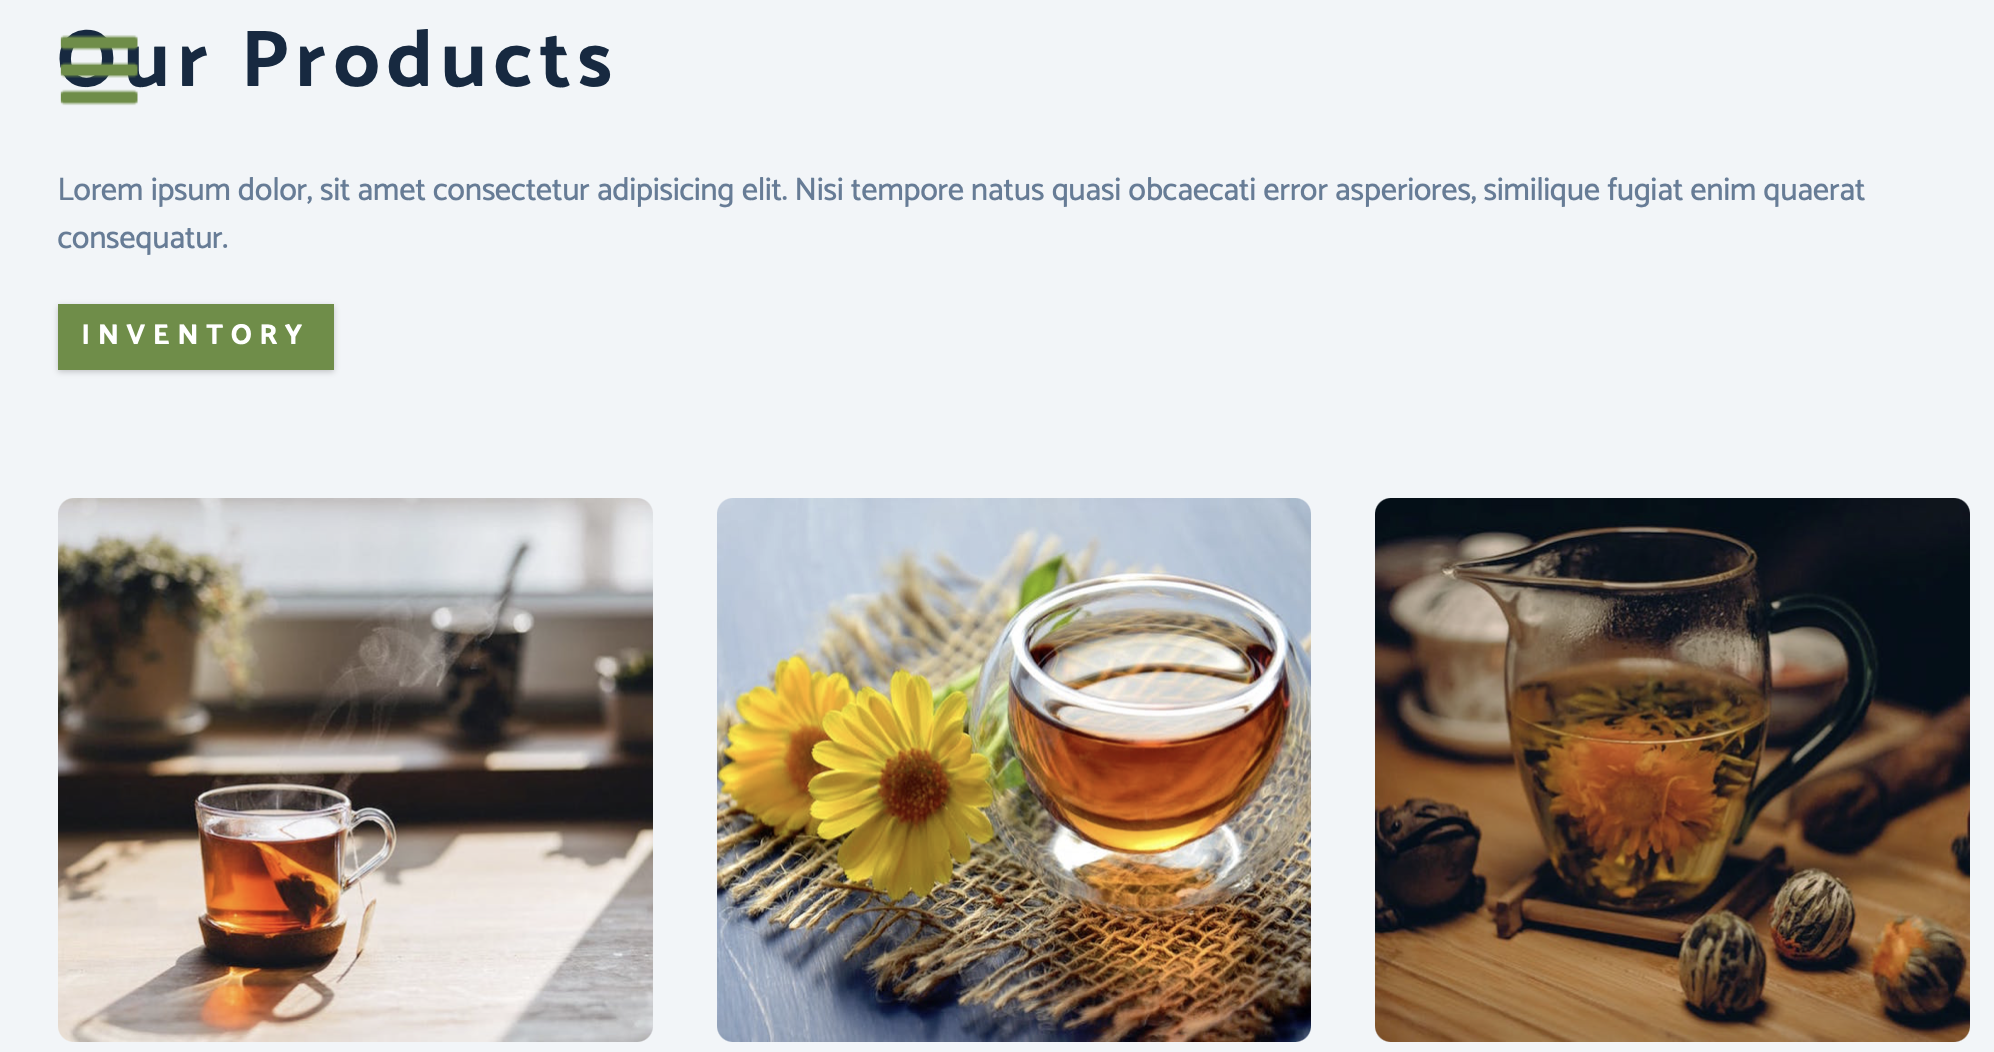 Our Products
Lorem ipsum dolor, sit amet consectetur adipisicing elit. Nisi tempore natus quasi obcaecati error asperiores, similique fugiat enim quaerat
consequatur.
INVENTORY